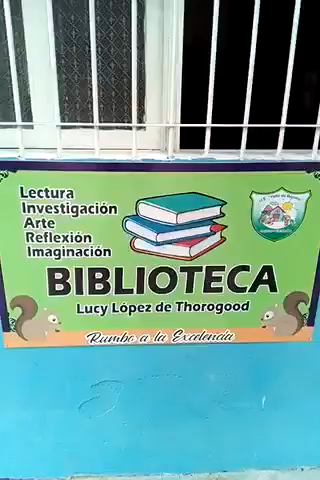 Lectura
Investigación
Arte
Reflexión
Imaginación
BIBLIOTECA
Lucy López de Thorogood
Rumbo a la Excelencia